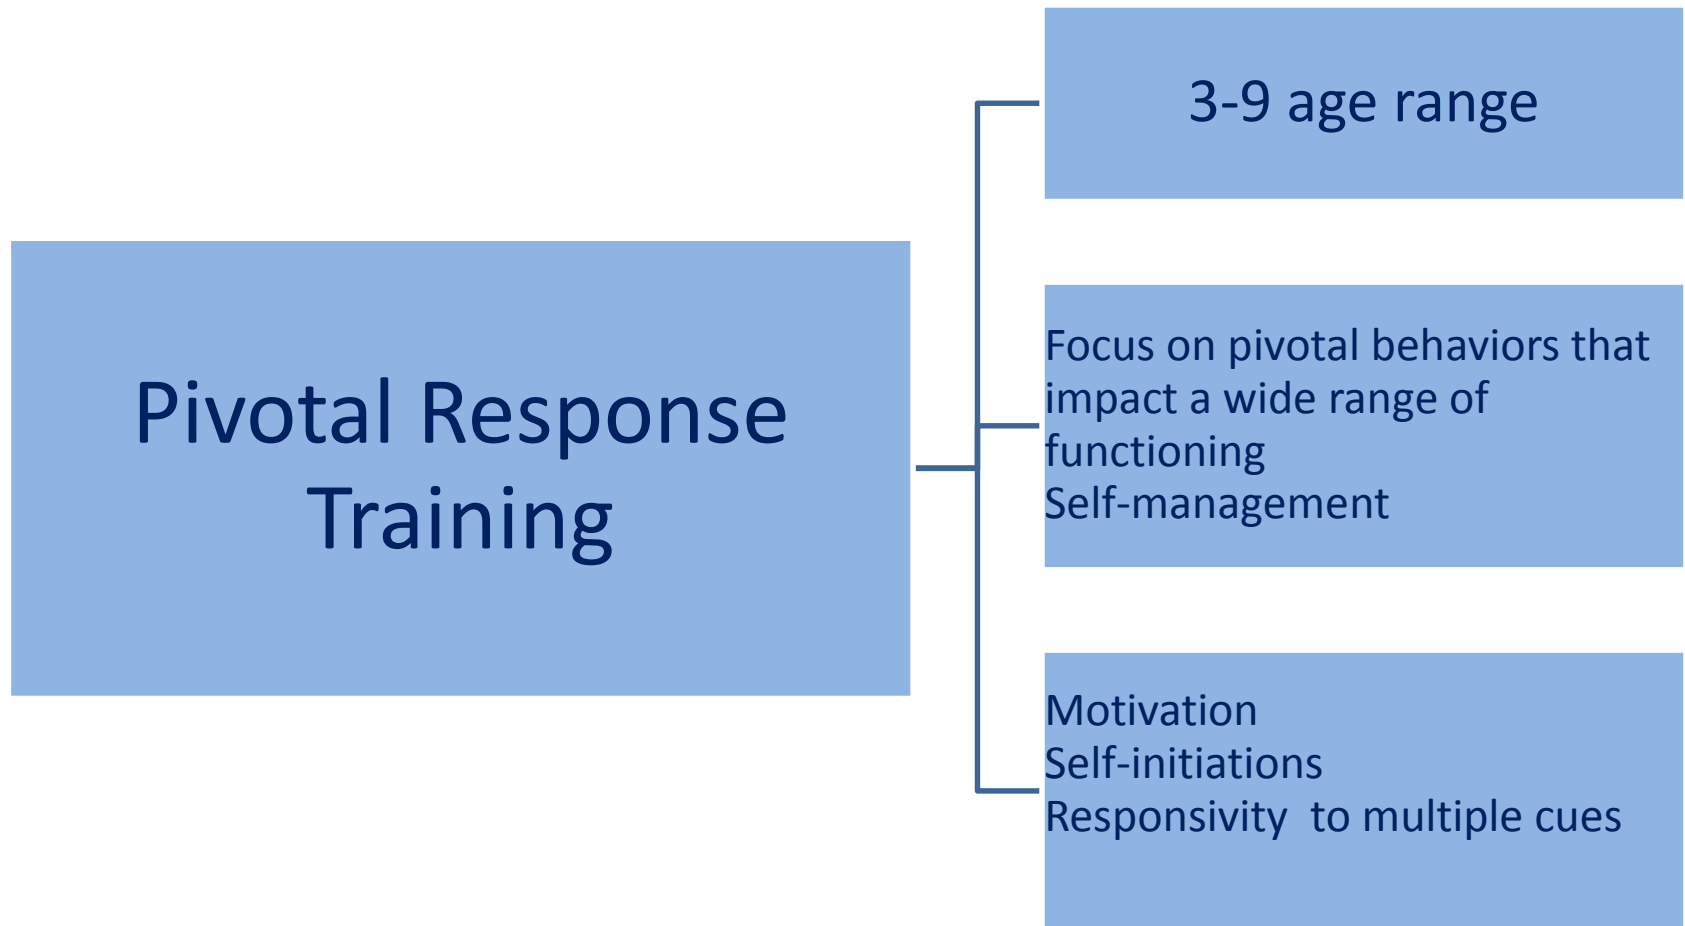 Pivotal Response
Training
3-9 age range
Focus on pivotal behaviors that
impact a wide range of
functioning
Self-management
Motivation
Self-initiations
Responsivity  to multiple cues